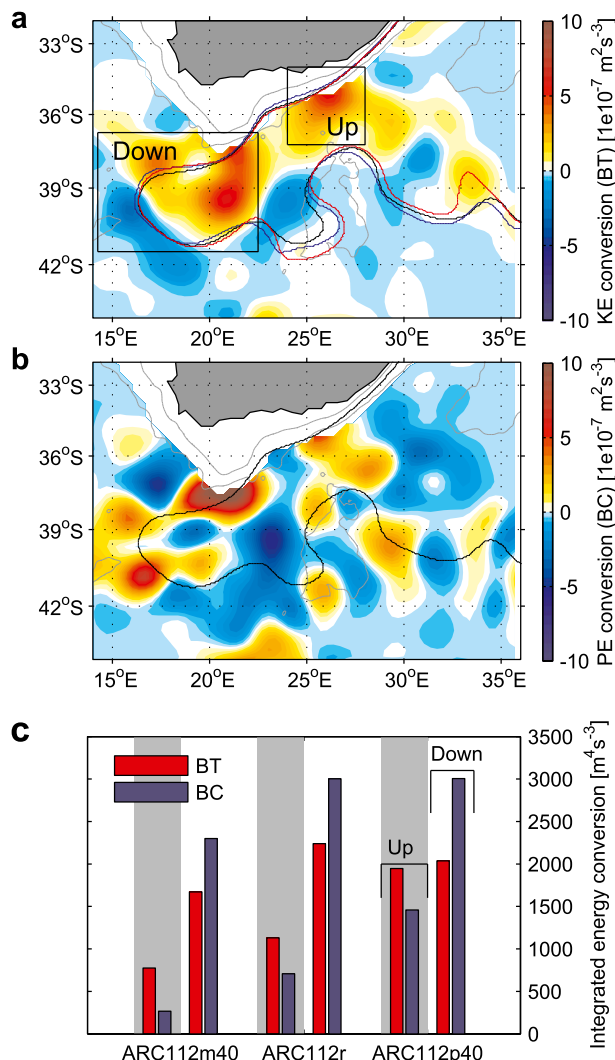 a
33°S
36°S
39°S
42°S
Down
Up
15°E 20°E 25°E 30°E 35°E
10
5
0
-5
-10
KE conversion (BT) [1e10⁻⁷ m²s⁻³]
b
33°S
36°S
39°S
42°S
15°E 20°E 25°E 30°E 35°E
10
5
0
-5
-10
PE conversion (BC) [1e10⁻⁷ m²s⁻³]
c
BT
BC
Up
Down
3500
3000
2500
2000
1500
1000
500
0
Integrated energy conversion [m⁴s⁻³]
ARC112m40 ARC112r ARC112p40